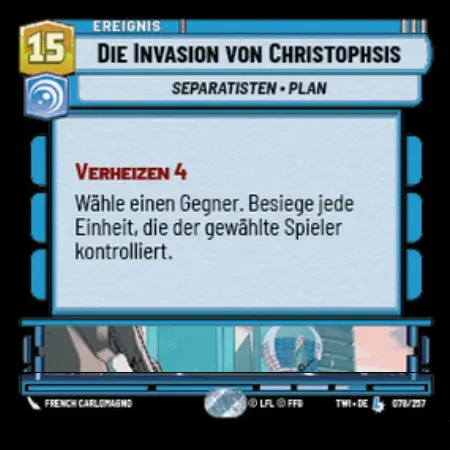 EREIGNIS
15
DIE INVASION VON CHRISTOPHSIS
SEPARATISTEN • PLAN
VERHEIZEN 4
Wähle einen Gegner. Besiege jede
Einheit, die der gewählte Spieler
kontrolliert.
FRENCH CARLOMAGNO © LFL © FFG TWI • DE 078/257